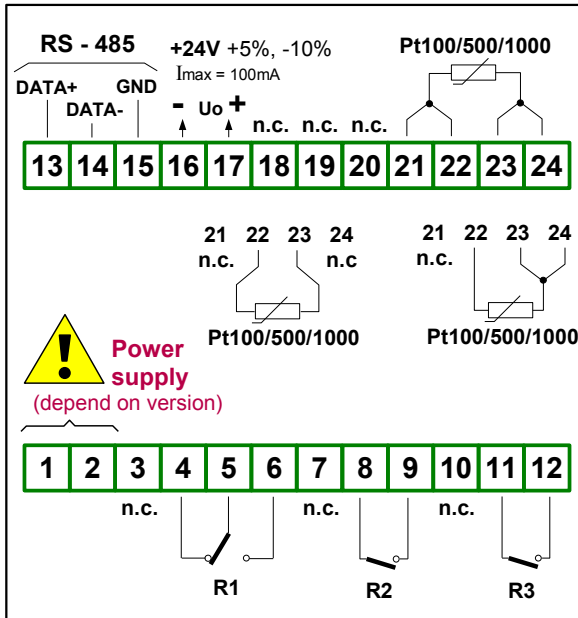 RS - 485
+24V +5%, -10%
Imax = 100mA
Pt100/500/1000
DATA+
DATA-
GND
- Uo +
n.c. n.c. n.c.
13 14 15 16 17 18 19 20 21 22 23 24
21 22 23 24
n.c. n.c
Pt100/500/1000
21 22 23 24
n.c.
Pt100/500/1000
!
Power
supply
(depend on version)
1 2 3 4 5 6 7 8 9 10 11 12
n.c. n.c. n.c.
R1 R2 R3